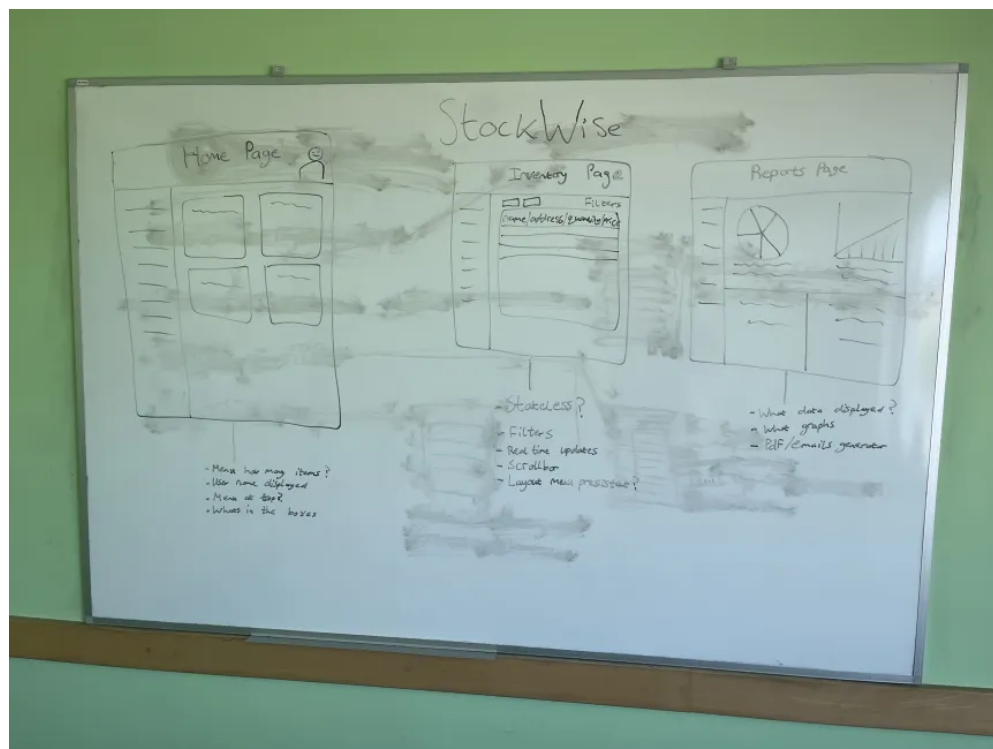 StockWise
Home Page
- Menu how many items?
- User name displayed
- Menu at top?
- Whats in the boxes
Inventory Page
Filters
name/address/quantity/price
- Stateless?
- Filters
- Real time updates
- Scrollbar
- Layout menu presistent?
Reports Page
- What data displayed?
- What graphs
- Pdf/emails generator